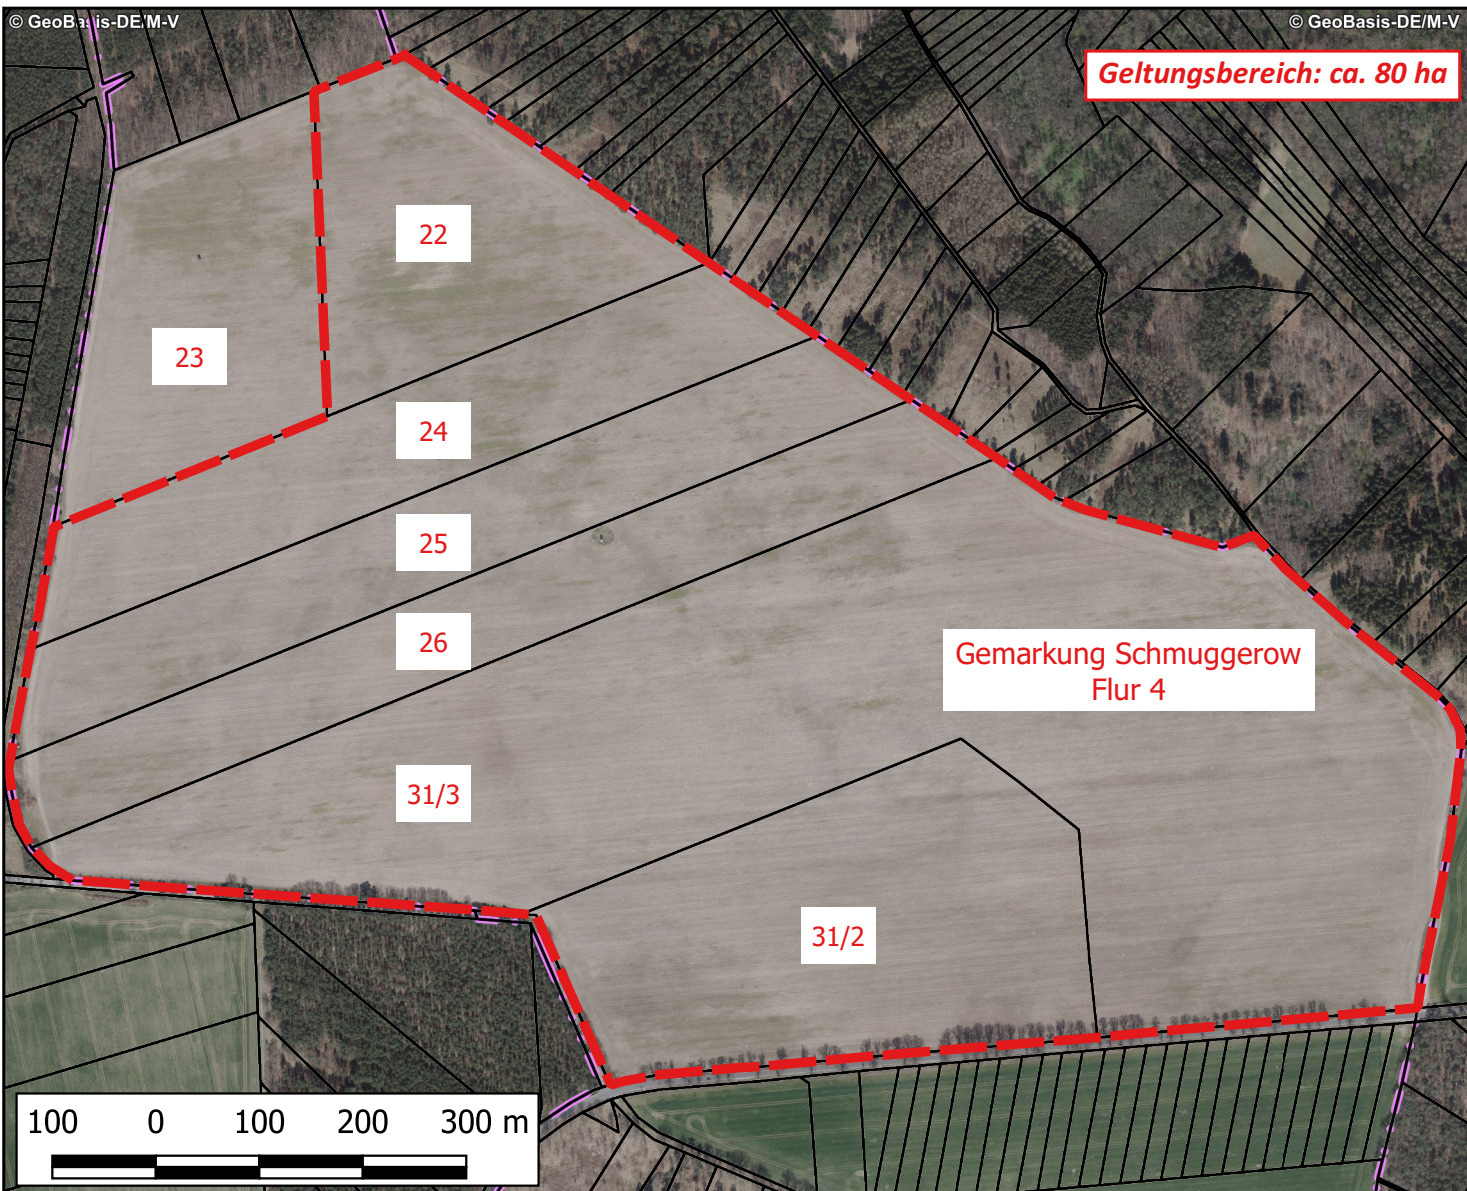 © GeoBasis-DE/M-V
© GeoBasis-DE/M-V
Geltungsbereich: ca. 80 ha
22
23
24
25
26
Gemarkung Schmuggerow
Flur 4
31/3
31/2
100 0 100 200 300 m